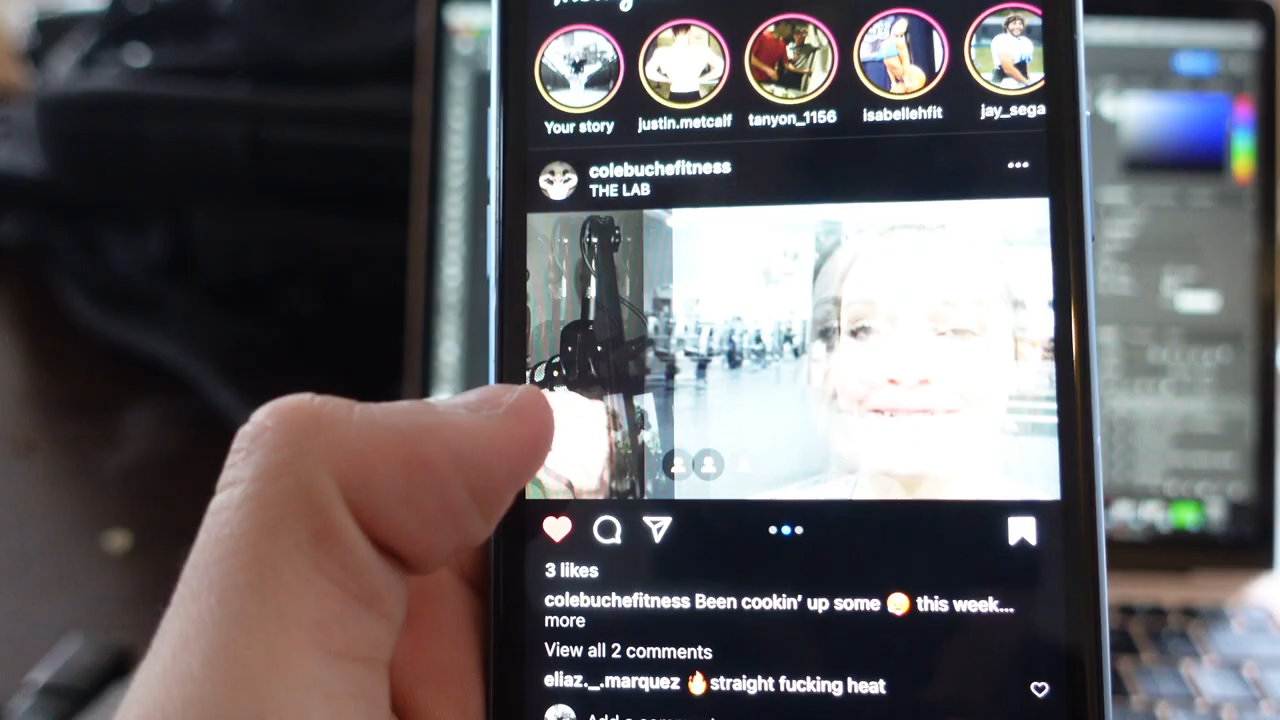 Your story
justin.metcalf
tanyon_1156
isabellehfit
jay_sega
colebuchefitness
THE LAB
3 likes
colebuchefitness Been cookin' up some 😤 this week...
more
View all 2 comments
eliaz._.marquez 🔥straight fucking heat